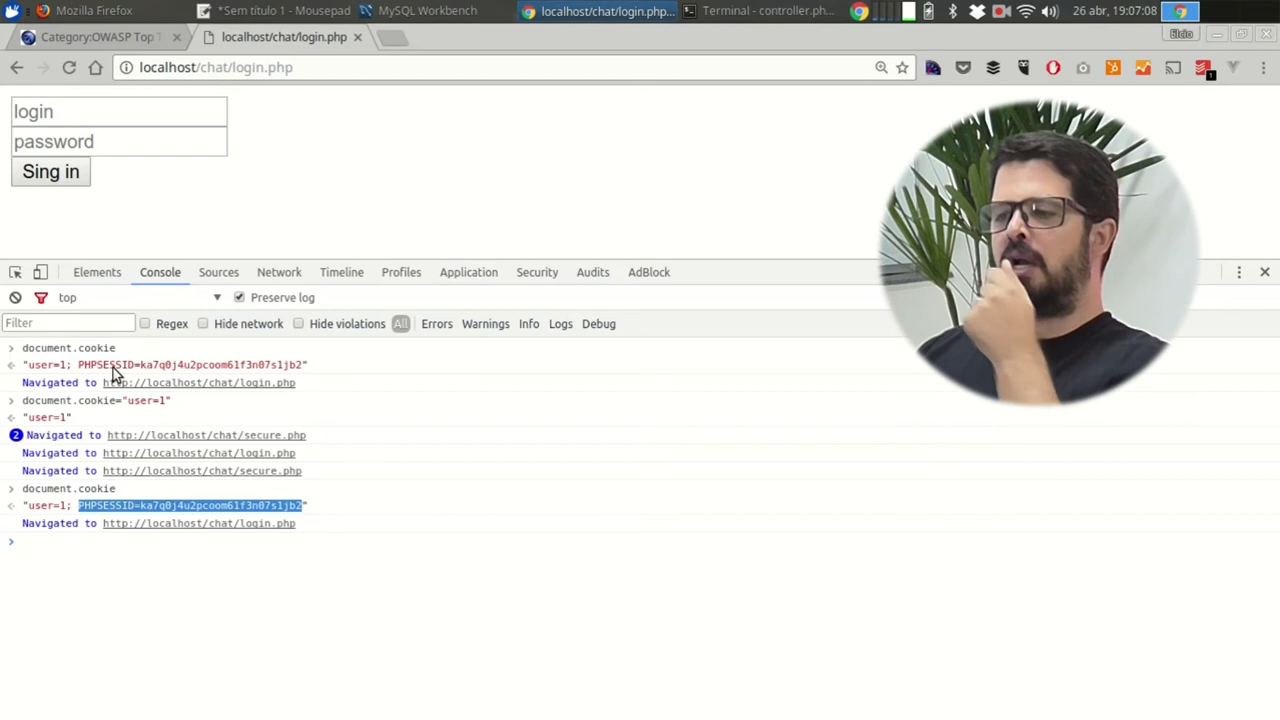 Mozilla Firefox
*Sem título 1 - Mousepad
MySQL Workbench
localhost/chat/login.php...
Terminal - controller.ph...
26 abr, 19:07:08
Category:OWASP Top T
localhost/chat/login.php
Elcio
localhost/chat/login.php
1
login
password
Sing in
Elements
Console
Sources
Network
Timeline
Profiles
Application
Security
Audits
AdBlock
top
Preserve log
Filter
Regex
Hide network
Hide violations
All
Errors
Warnings
Info
Logs
Debug
document.cookie
"user=1; PHPSESSID=ka7q0j4u2pcoom61f3n07s1jb2"
Navigated to http://localhost/chat/login.php
document.cookie="user=1"
"user=1"
2 Navigated to http://localhost/chat/secure.php
Navigated to http://localhost/chat/login.php
Navigated to http://localhost/chat/secure.php
document.cookie
"user=1; PHPSESSID=ka7q0j4u2pcoom61f3n07s1jb2"
Navigated to http://localhost/chat/login.php